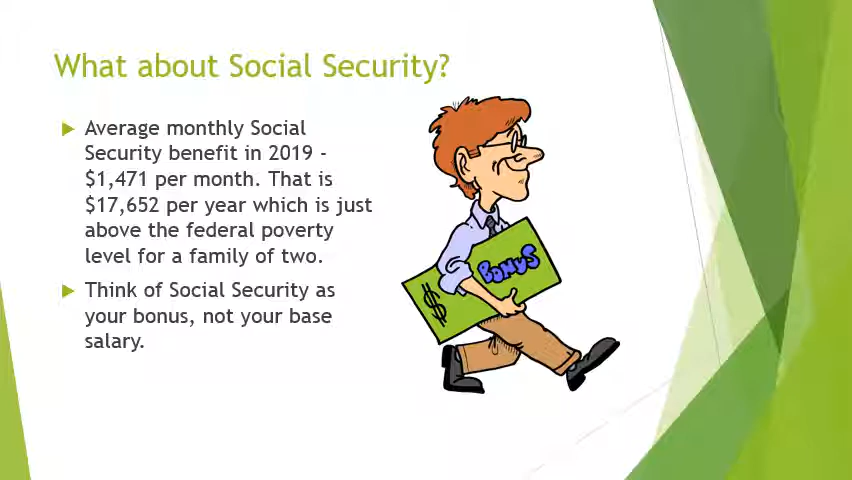 What about Social Security?
Average monthly Social
Security benefit in 2019 -
$1,471 per month. That is
$17,652 per year which is just
above the federal poverty
level for a family of two.
Think of Social Security as
your bonus, not your base
salary.
BONUS
$